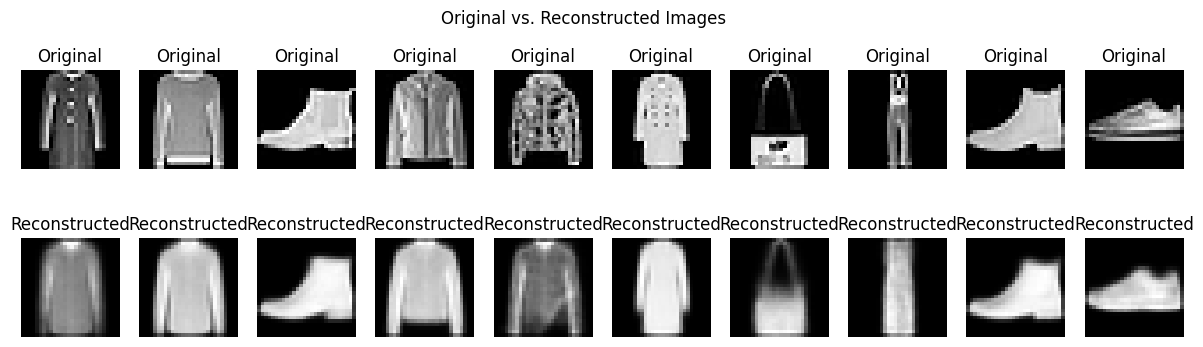 Original vs. Reconstructed Images
Original Original Original Original Original Original Original Original Original Original
Reconstructed Reconstructed Reconstructed Reconstructed Reconstructed Reconstructed Reconstructed Reconstructed Reconstructed Reconstructed